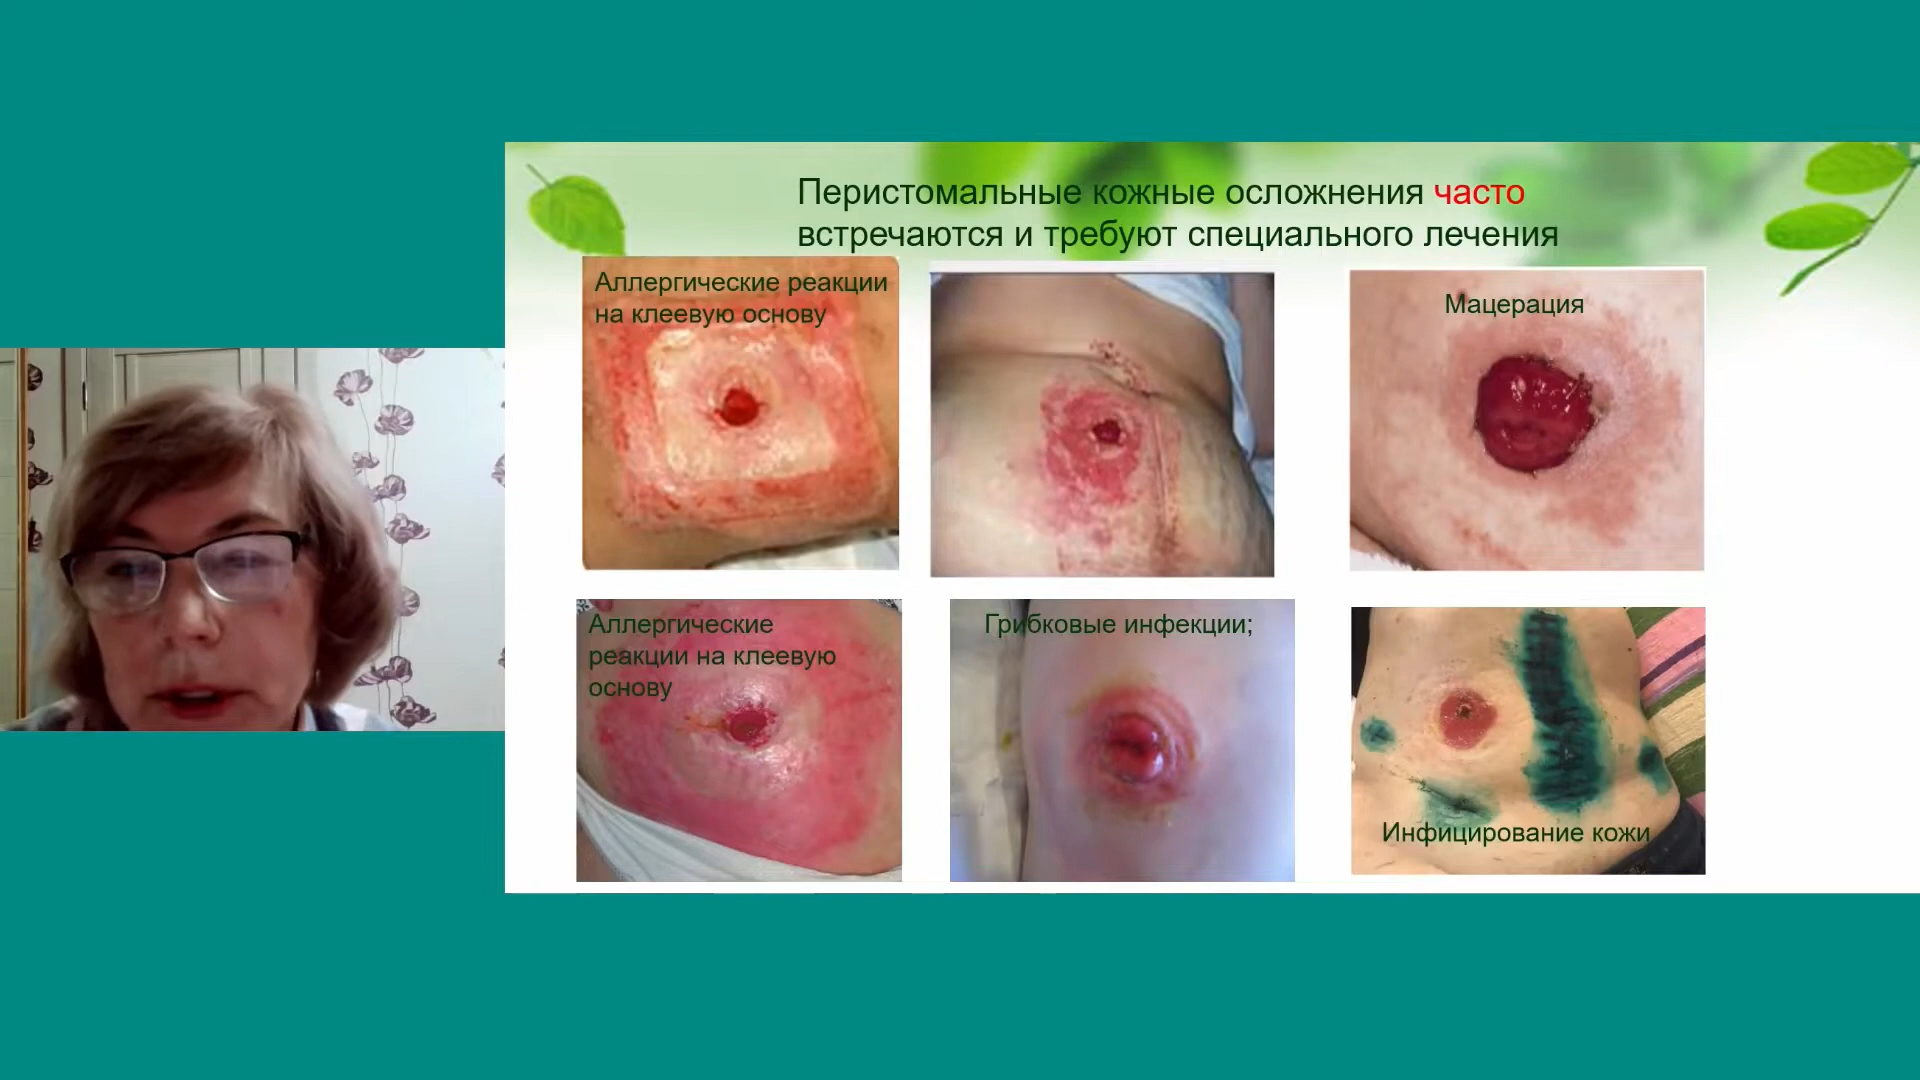 Перистомальные кожные осложнения часто
встречаются и требуют специального лечения
Аллергические реакции
на клеевую основу
Мацерация
Аллергические
реакции на клеевую
основу
Грибковые инфекции;
Инфицирование кожи